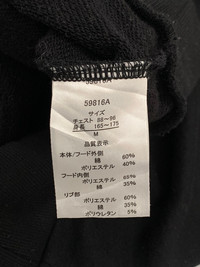 59816A
59816A
サイズ
チェスト 88~96
身長 165~175
M
品質表示
本体/フード外側
綿 60%
ポリエステル 40%
フード内側
綿 65%
ポリエステル 35%
リブ部
ポリエステル 60%
綿 35%
ポリウレタン 5%